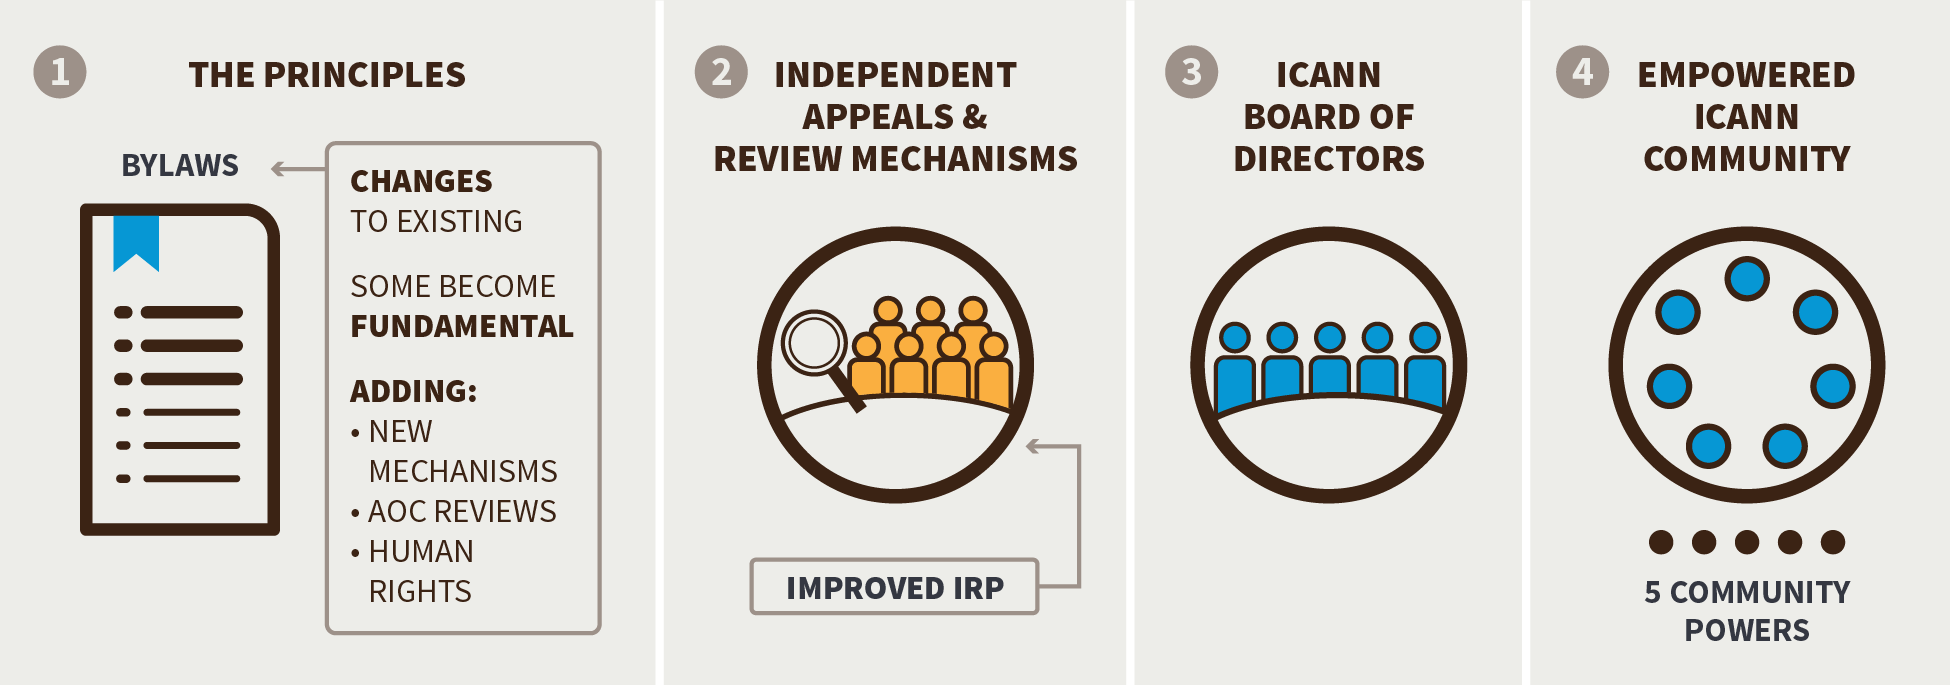 1
THE PRINCIPLES
BYLAWS
CHANGES
TO EXISTING
SOME BECOME
FUNDAMENTAL
ADDING:
• NEW
MECHANISMS
• AOC REVIEWS
• HUMAN
RIGHTS
2
INDEPENDENT
APPEALS &
REVIEW MECHANISMS
IMPROVED IRP
3
ICANN
BOARD OF
DIRECTORS
4
EMPOWERED
ICANN
COMMUNITY
5 COMMUNITY
POWERS